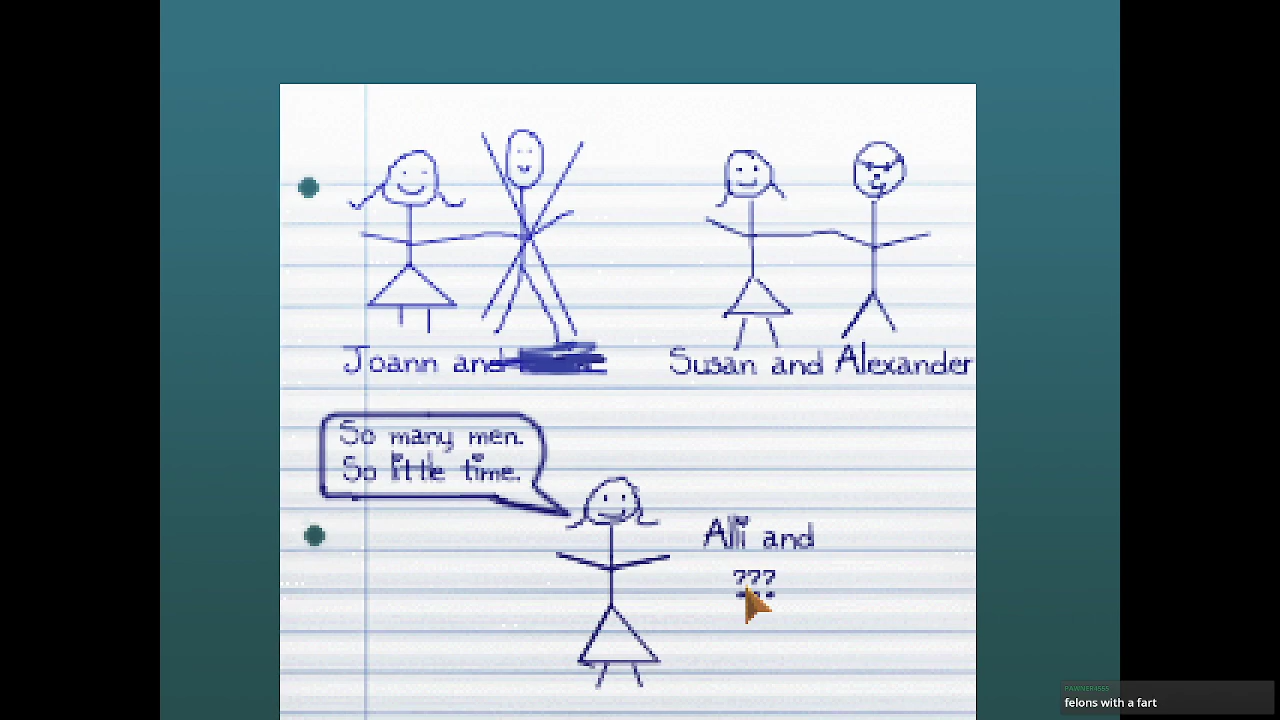 Joann and
Susan and Alexander
So many men.
So little time.
Alli and
???
felons with a fart